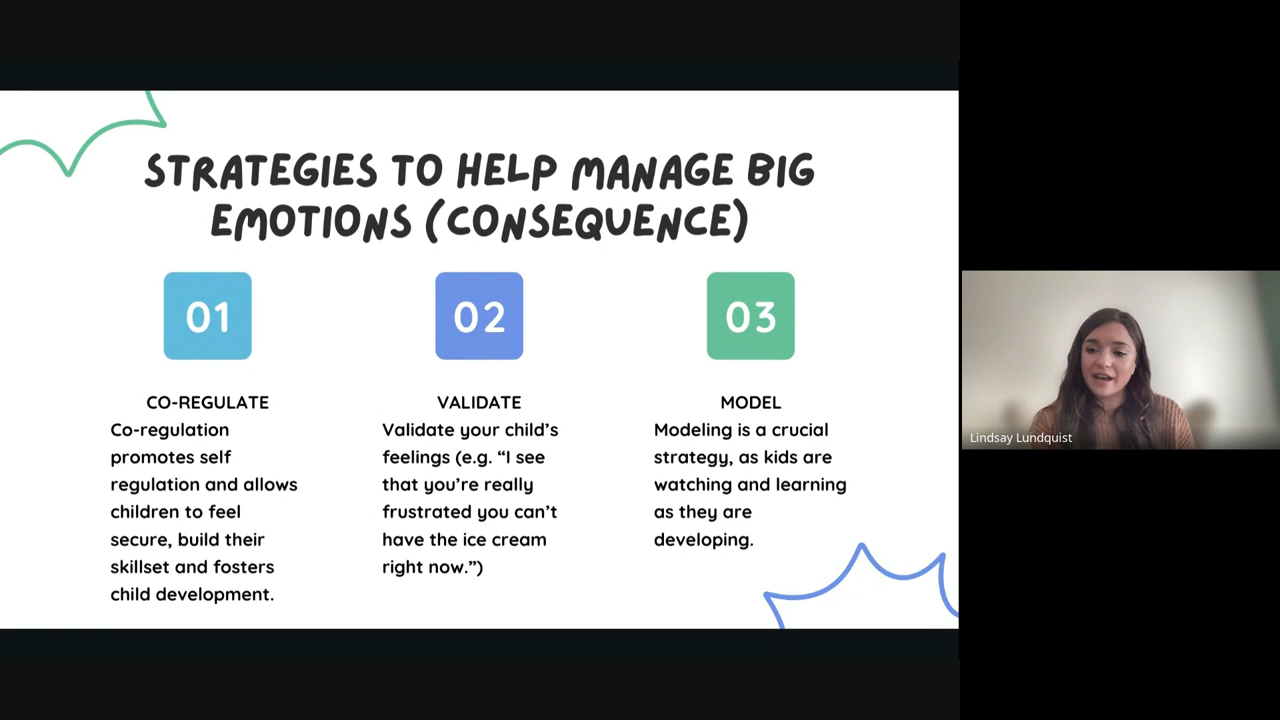 STRATEGIES TO HELP MANAGE BIG
EMOTIONS (CONSEQUENCE)
01
CO-REGULATE
Co-regulation
promotes self
regulation and allows
children to feel
secure, build their
skillset and fosters
child development.
02
VALIDATE
Validate your child’s
feelings (e.g. “I see
that you’re really
frustrated you can’t
have the ice cream
right now.”)
03
MODEL
Modeling is a crucial
strategy, as kids are
watching and learning
as they are
developing.
Lindsay Lundquist